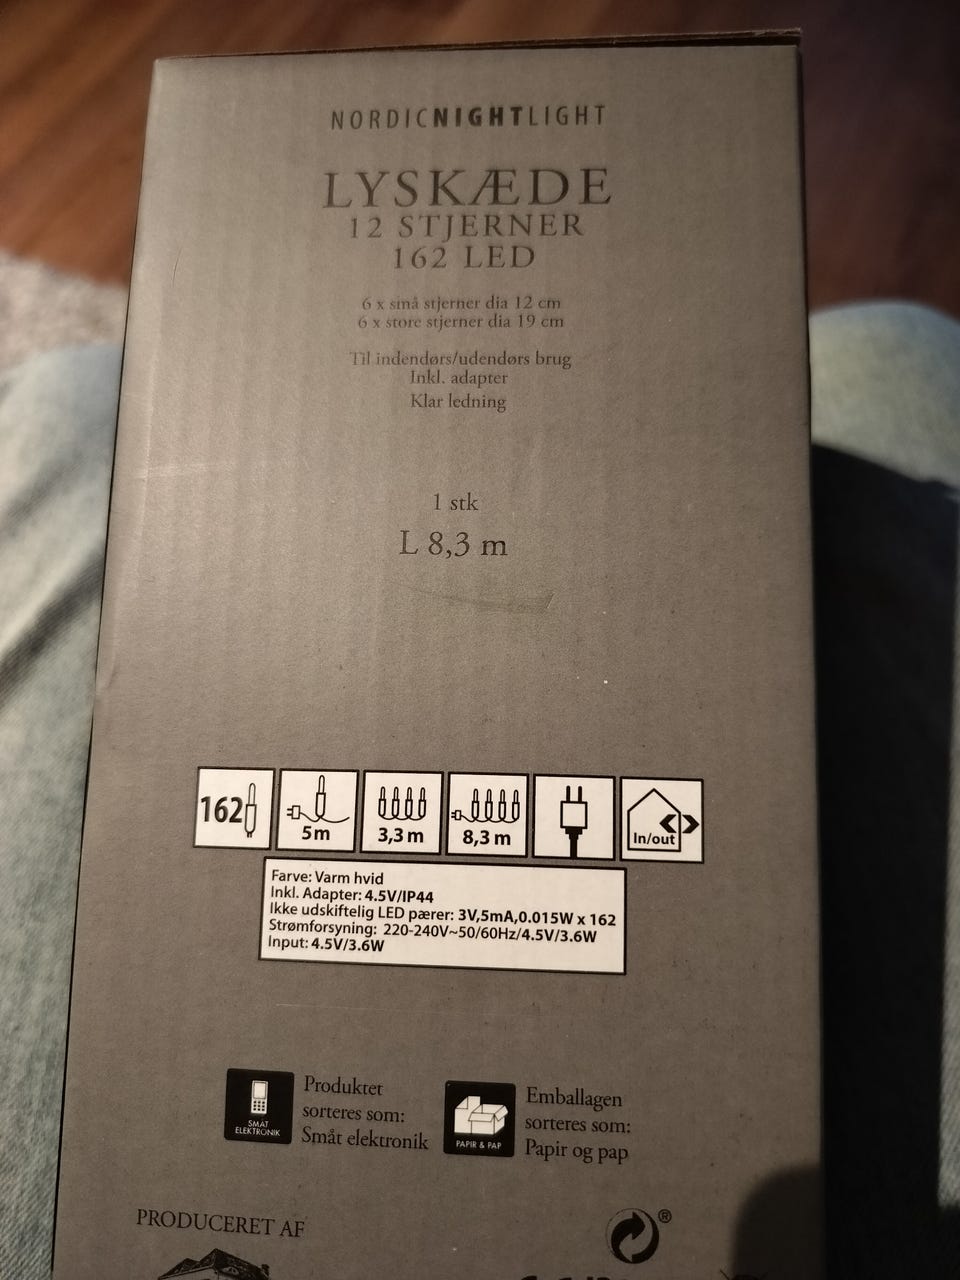 NORDICNIGHTLIGHT
LYSKÆDE
12 STJERNER
162 LED
6 x små stjerner dia 12 cm
6 x store stjerner dia 19 cm
Til indendørs/udendørs brug
Inkl. adapter
Klar ledning
1 stk
L 8,3 m
162
5m
3,3 m
8,3 m
In/out
Farve: Varm hvid
Inkl. Adapter: 4.5V/IP44
Ikke udskiftelig LED pærer: 3V,5mA,0.015W x 162
Strømforsyning: 220-240V~50/60Hz/4.5V/3.6W
Input: 4.5V/3.6W
SMÅT
ELEKTRONIK
Produktet
sorteres som:
Småt elektronik
PAPIR & PAP
Emballagen
sorteres som:
Papir og pap
PRODUCERET AF
®